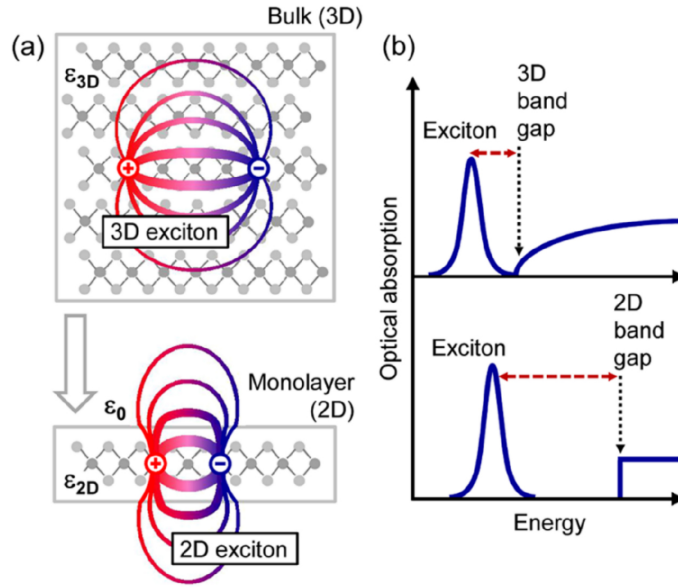 Bulk (3D)
(a)
ε3D
+
−
3D exciton
Monolayer
(2D)
ε0
ε2D
+
−
2D exciton
(b)
Optical absorption
3D
band
gap
Exciton
2D
band
gap
Exciton
Energy